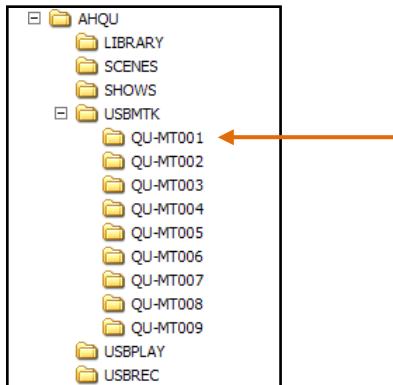 AHQU
LIBRARY
SCENES
SHOWS
USBMTK
QU-MT001
QU-MT002
QU-MT003
QU-MT004
QU-MT005
QU-MT006
QU-MT007
QU-MT008
QU-MT009
USBPLAY
USBREC